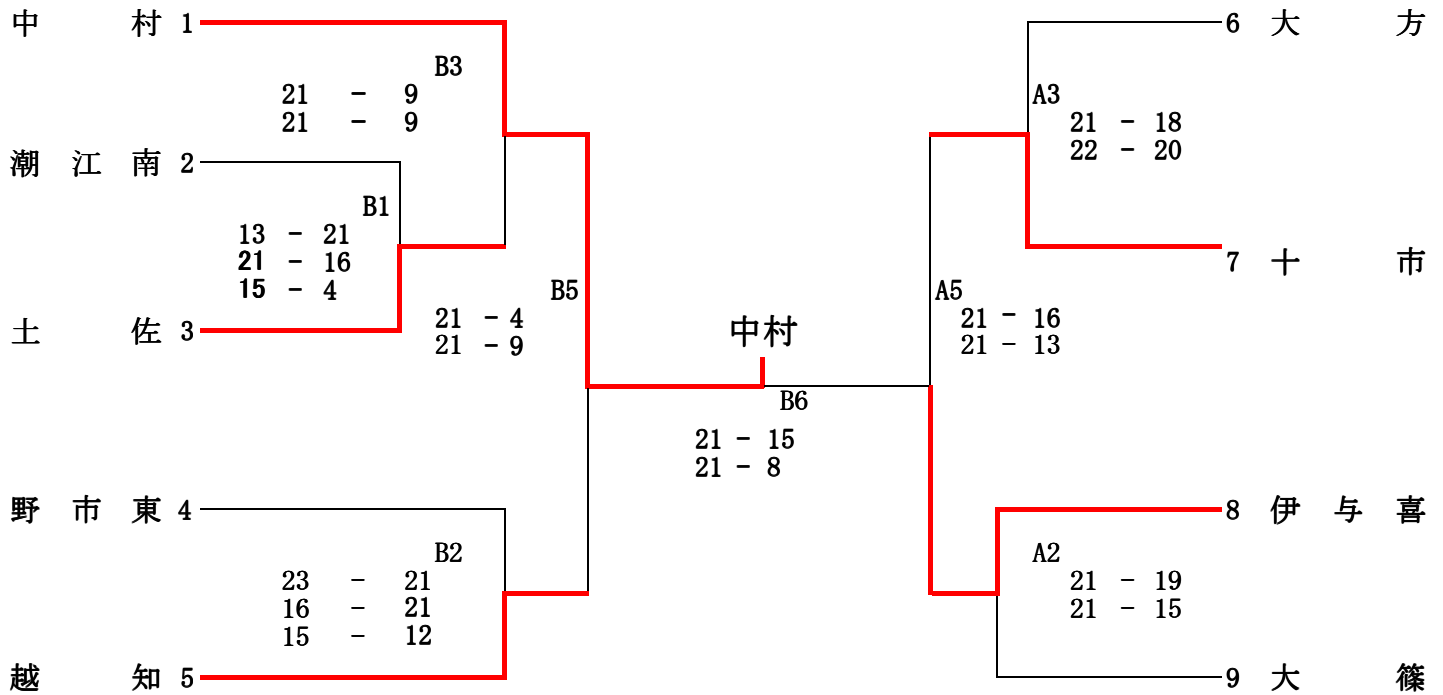 中村 1
B3
21 - 9
21 - 9
潮江南 2
B1
13 - 21
21 - 16
15 - 4
土佐 3
B5
21 - 4
21 - 9
野市東 4
B2
23 - 21
16 - 21
15 - 12
越知 5
中村
B6
21 - 15
21 - 8
6 大方
A3
21 - 18
22 - 20
7 十市
A5
21 - 16
21 - 13
8 伊与喜
A2
21 - 19
21 - 15
9 大篠